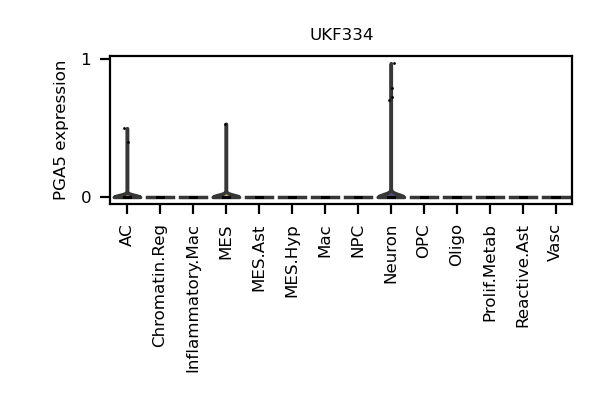 UKF334
PGA5 expression
1
0
AC
Chromatin.Reg
Inflammatory.Mac
MES
MES.Ast
MES.Hyp
Mac
NPC
Neuron
OPC
Oligo
Prolif.Metab
Reactive.Ast
Vasc